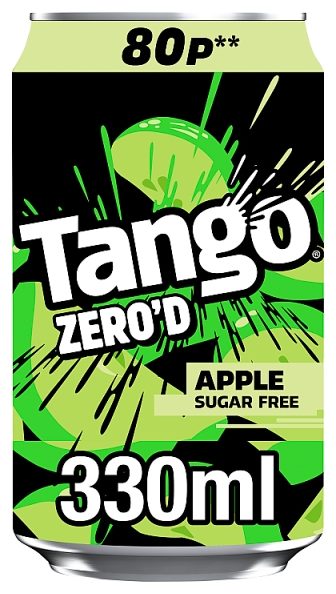 80P**
Tango®
ZERO'D
APPLE
SUGAR FREE
330ml